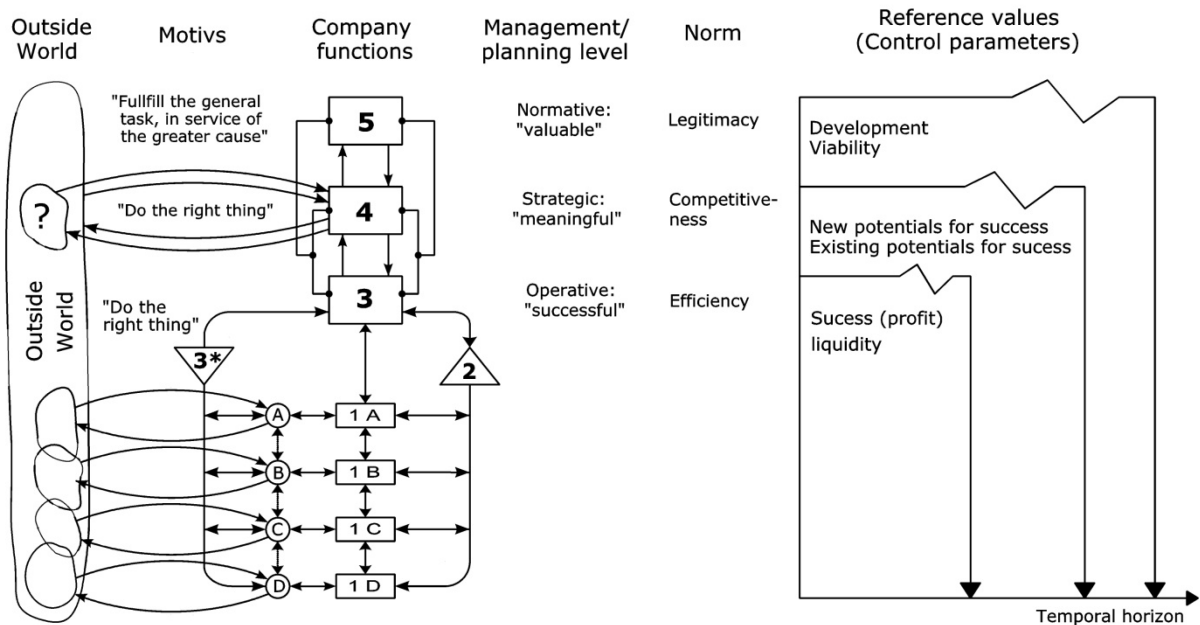 Outside
World
Motivs
Company
functions
Management/
planning level
Norm
Reference values
(Control parameters)
"Fullfill the general
task, in service of
the greater cause"
5
Normative:
"valuable"
Legitimacy
Development
Viability
?
"Do the right thing"
4
Strategic:
"meaningful"
Competitive-
ness
New potentials for success
Existing potentials for sucess
Outside
World
"Do the
right thing"
3
Operative:
"successful"
Efficiency
Sucess (profit)
liquidity
3*
2
A
1 A
B
1 B
C
1 C
D
1 D
Temporal horizon